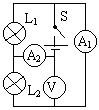 L₁ S
A₂ A₁
L₂ V